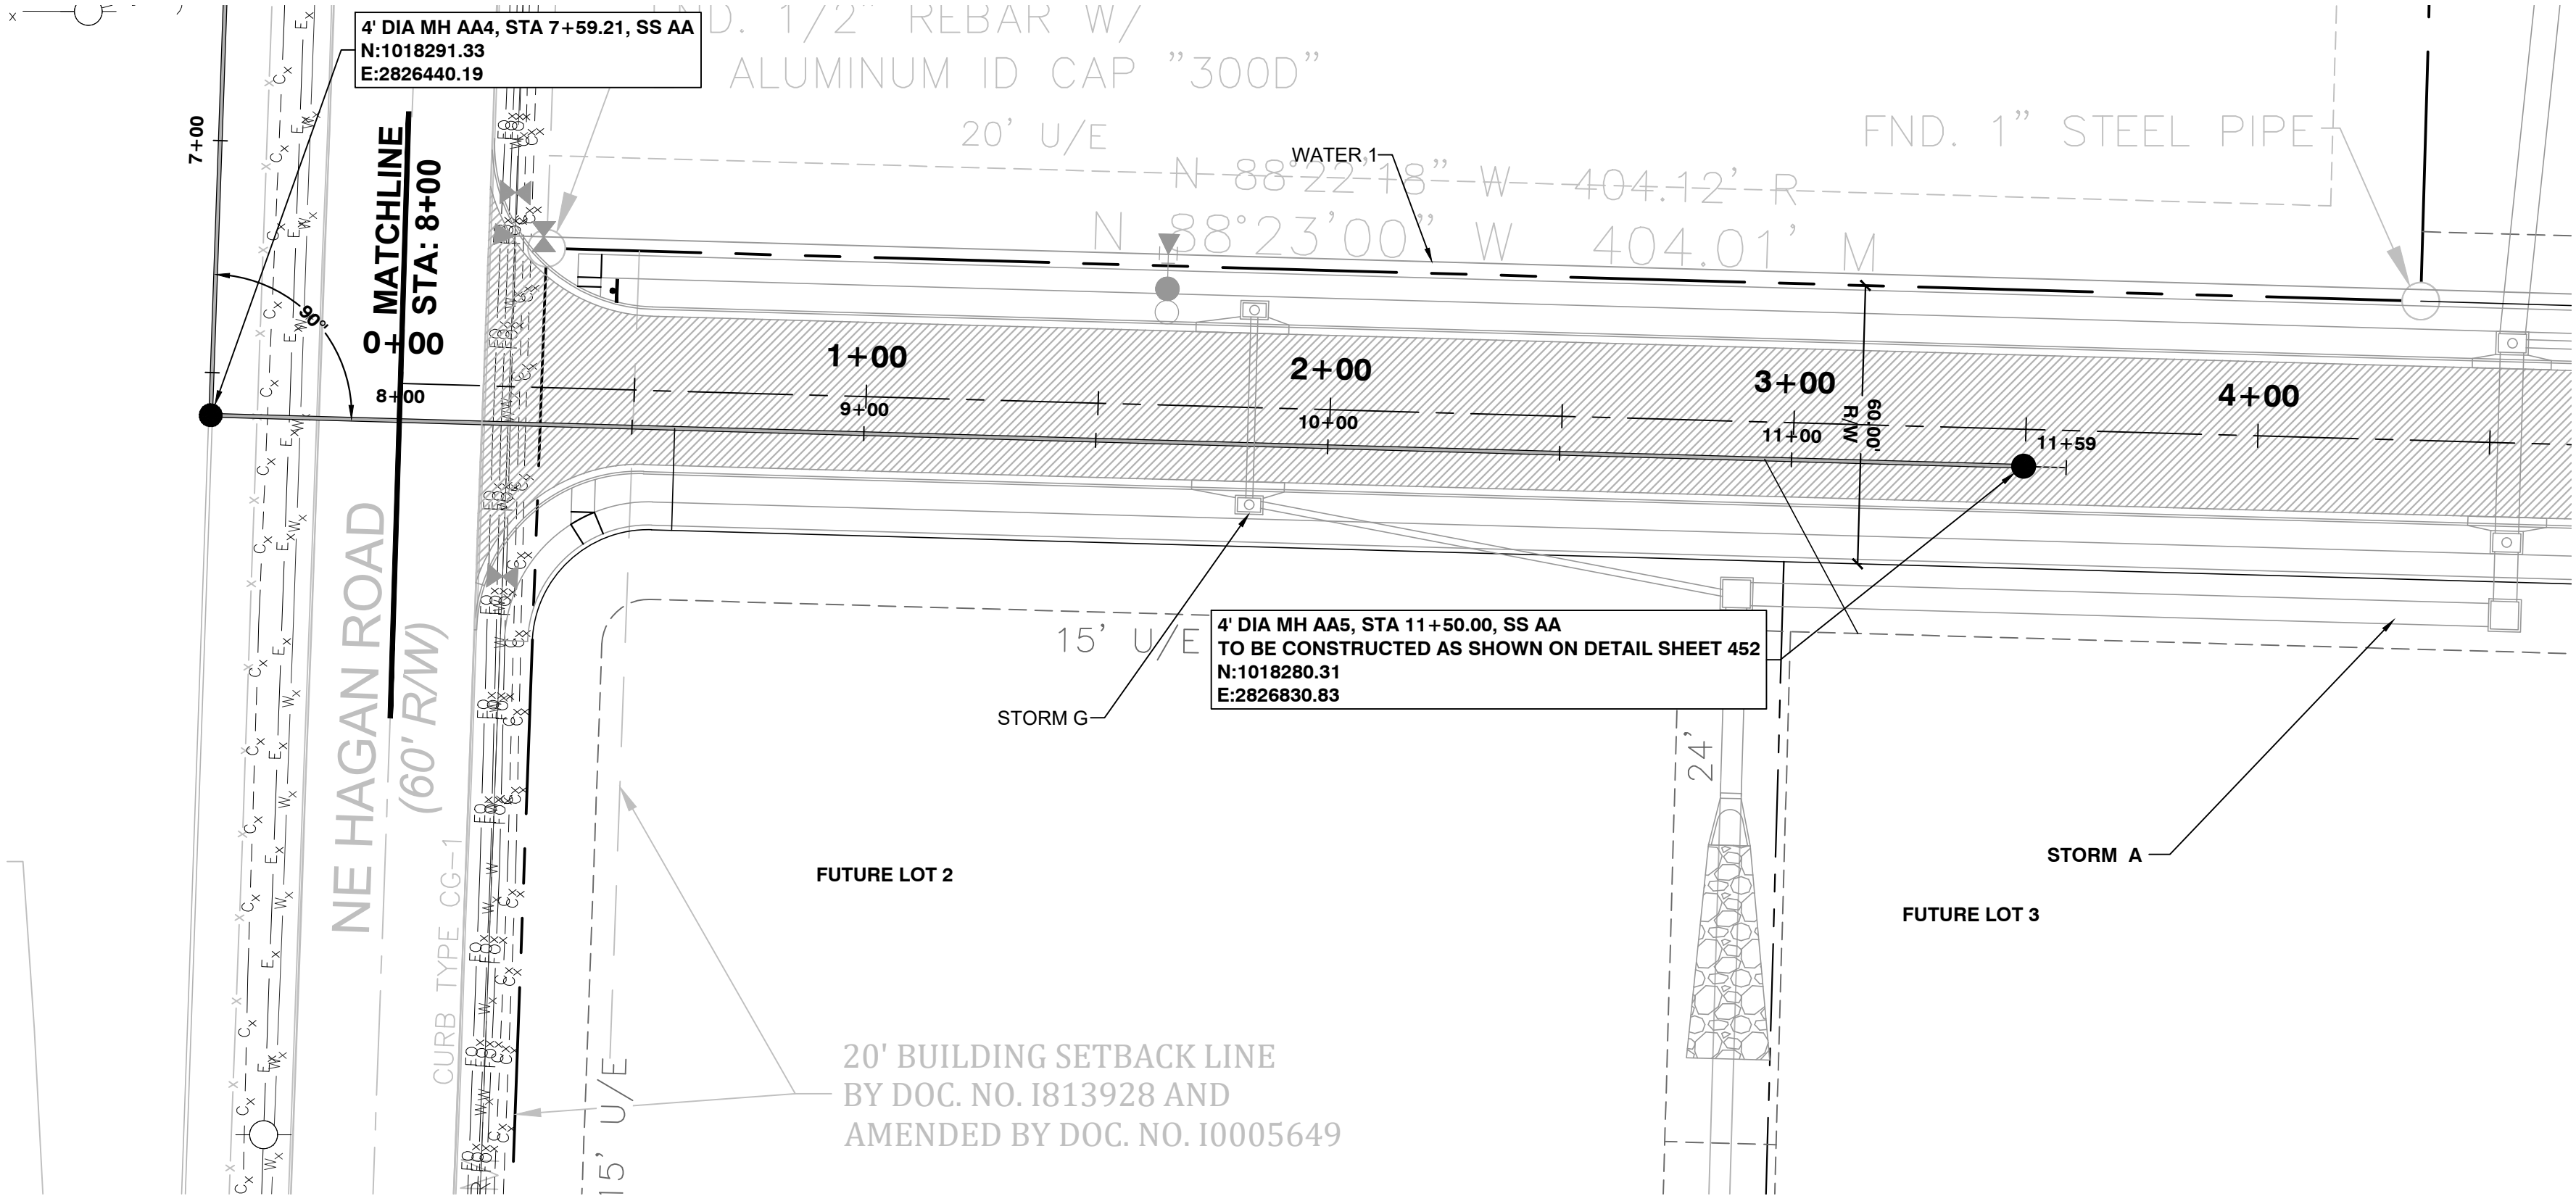 4' DIA MH AA4, STA 7+59.21, SS AA
N:1018291.33
E:2826440.19
ND. 1/2" REBAR W/
ALUMINUM ID CAP "300D"
20' U/E
WATER 1
FND. 1" STEEL PIPE
N 88°22'18" W 404.12' R
N 88°23'00" W 404.01' M
7+00
MATCHLINE
STA: 8+00
90°
0+00
1+00
2+00
3+00
4+00
8+00
9+00
10+00
11+00
11+59
60.00'
R/W
NE HAGAN ROAD
(60' R/W)
15' U/E
4' DIA MH AA5, STA 11+50.00, SS AA
TO BE CONSTRUCTED AS SHOWN ON DETAIL SHEET 452
N:1018280.31
E:2826830.83
STORM G
24'
STORM A
FUTURE LOT 2
FUTURE LOT 3
CURB TYPE CG-1
20' BUILDING SETBACK LINE
BY DOC. NO. I813928 AND
AMENDED BY DOC. NO. I0005649
15' U/E